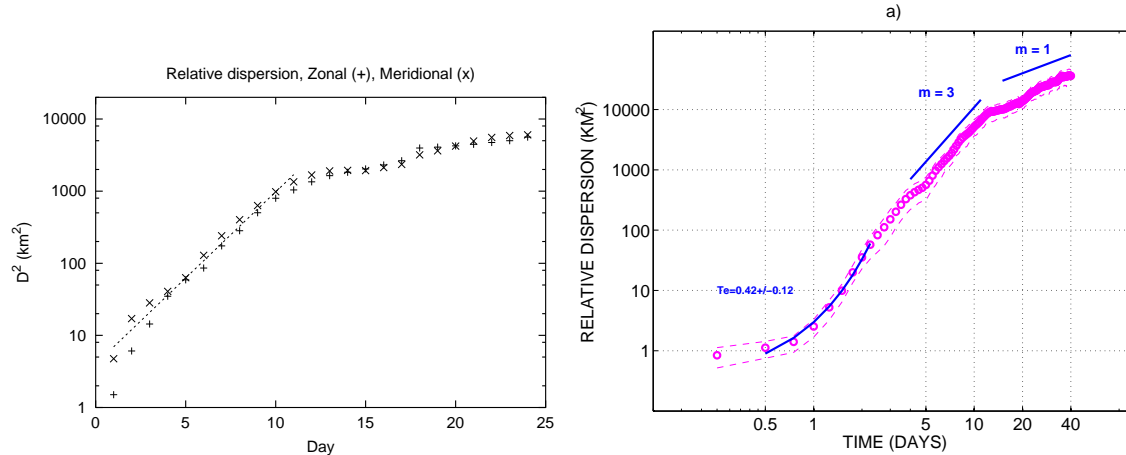 Relative dispersion, Zonal (+), Meridional (x)
D² (km²)
10000
1000
100
10
1
0 5 10 15 20 25
Day
a)
RELATIVE DISPERSION (KM²)
10000
1000
100
10
1
m = 1
m = 3
Te=0.42+/−0.12
0.5 1 5 10 20 40
TIME (DAYS)